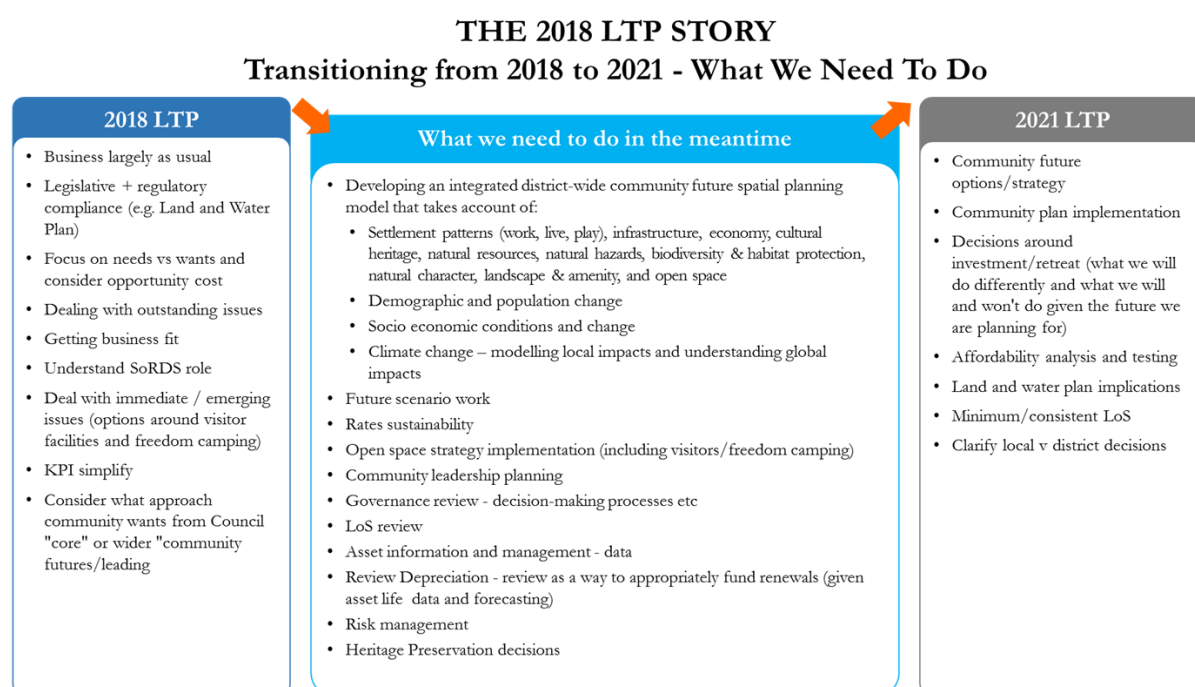 THE 2018 LTP STORY
Transitioning from 2018 to 2021 - What We Need To Do
2018 LTP
• Business largely as usual
• Legislative + regulatory
compliance (e.g. Land and Water
Plan)
• Focus on needs vs wants and
consider opportunity cost
• Dealing with outstanding issues
• Getting business fit
• Understand SoRDS role
• Deal with immediate / emerging
issues (options around visitor
facilities and freedom camping)
• KPI simplify
• Consider what approach
community wants from Council
"core" or wider "community
futures/leading
What we need to do in the meantime
• Developing an integrated district-wide community future spatial planning
model that takes account of:
• Settlement patterns (work, live, play), infrastructure, economy, cultural
heritage, natural resources, natural hazards, biodiversity & habitat protection,
natural character, landscape & amenity, and open space
• Demographic and population change
• Socio economic conditions and change
• Climate change – modelling local impacts and understanding global
impacts
• Future scenario work
• Rates sustainability
• Open space strategy implementation (including visitors/freedom camping)
• Community leadership planning
• Governance review - decision-making processes etc
• LoS review
• Asset information and management - data
• Review Depreciation - review as a way to appropriately fund renewals (given
asset life data and forecasting)
• Risk management
• Heritage Preservation decisions
2021 LTP
• Community future
options/strategy
• Community plan implementation
• Decisions around
investment/retreat (what we will
do differently and what we will
and won't do given the future we
are planning for)
• Affordability analysis and testing
• Land and water plan implications
• Minimum/consistent LoS
• Clarify local v district decisions